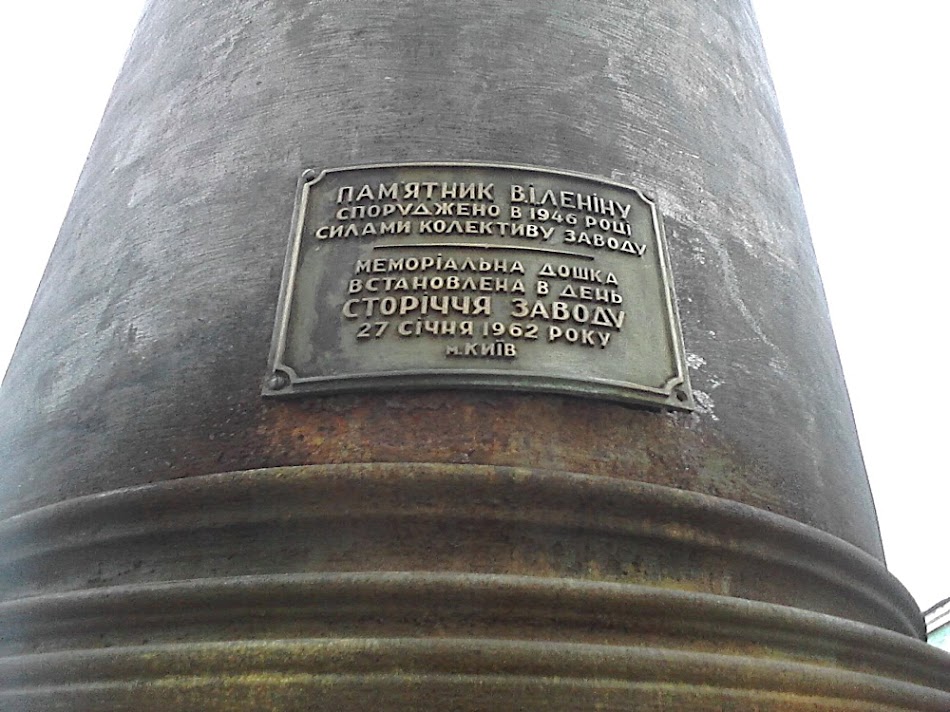 ПАМ'ЯТНИК В.І.ЛЕНІНУ
СПОРУДЖЕНО В 1946 РОЦІ
СИЛАМИ КОЛЕКТИВУ ЗАВОДУ
МЕМОРІАЛЬНА ДОШКА
ВСТАНОВЛЕНА В ДЕНЬ
СТОРІЧЧЯ ЗАВОДУ
27 СІЧНЯ 1962 РОКУ
м. КИЇВ